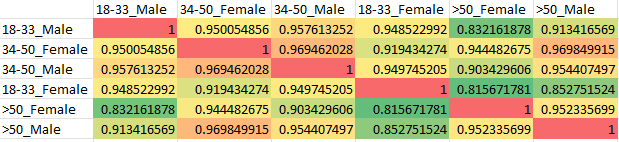 18-33_Male 34-50_Female 34-50_Male 18-33_Female >50_Female >50_Male
18-33_Male 1 0.950054856 0.957613252 0.948522992 0.832161878 0.913416569
34-50_Female 0.950054856 1 0.969462028 0.919434274 0.944482675 0.969849915
34-50_Male 0.957613252 0.969462028 1 0.949745205 0.903429606 0.954407497
18-33_Female 0.948522992 0.919434274 0.949745205 1 0.815671781 0.852751524
>50_Female 0.832161878 0.944482675 0.903429606 0.815671781 1 0.952335699
>50_Male 0.913416569 0.969849915 0.954407497 0.852751524 0.952335699 1